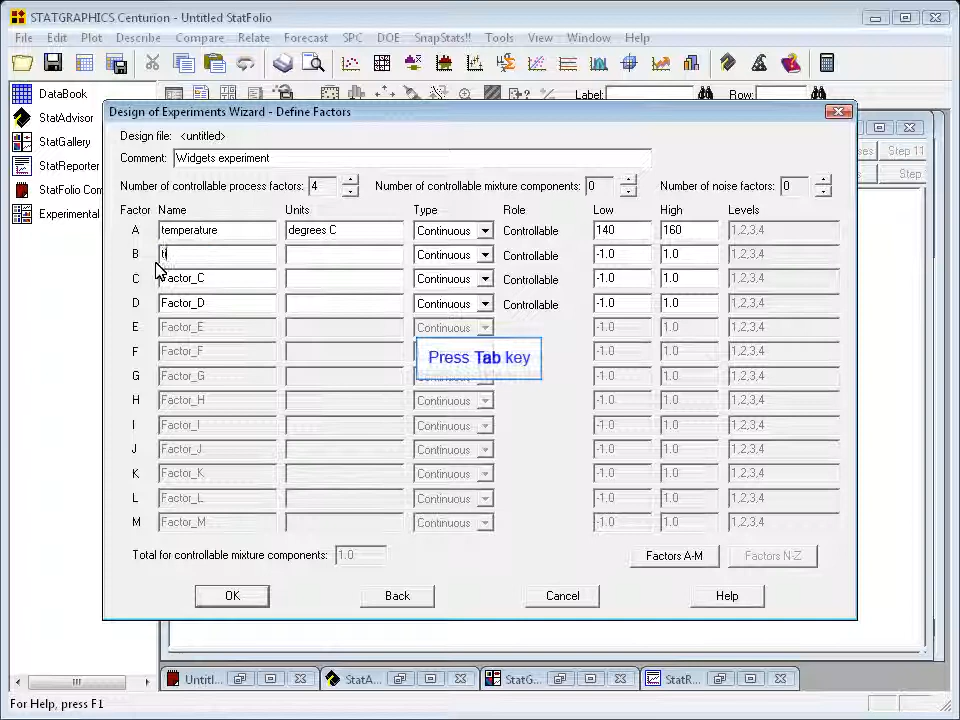 STATGRAPHICS Centurion - Untitled StatFolio
File Edit Plot Describe Compare Relate Forecast SPC DOE SnapStats!! Tools View Window Help
Label: Row:
DataBook
StatAdvisor
StatGallery
StatReporter
StatFolio Com
Experimental
Design of Experiments Wizard - Define Factors
Design file: <untitled>
Comment: Widgets experiment
Number of controllable process factors: 4 Number of controllable mixture components: 0 Number of noise factors: 0
Factor Name Units Type Role Low High Levels
A temperature degrees C Continuous Controllable 140 160 1,2,3,4
B ti Continuous Controllable -1.0 1.0 1,2,3,4
C Factor_C Continuous Controllable -1.0 1.0 1,2,3,4
D Factor_D Continuous Controllable -1.0 1.0 1,2,3,4
E Factor_E Continuous -1.0 1.0 1,2,3,4
F Factor_F -1.0 1.0 1,2,3,4
Press Tab key
G Factor_G -1.0 1.0 1,2,3,4
H Factor_H Continuous -1.0 1.0 1,2,3,4
I Factor_I Continuous -1.0 1.0 1,2,3,4
J Factor_J Continuous -1.0 1.0 1,2,3,4
K Factor_K Continuous -1.0 1.0 1,2,3,4
L Factor_L Continuous -1.0 1.0 1,2,3,4
M Factor_M Continuous -1.0 1.0 1,2,3,4
Total for controllable mixture components: 1.0 Factors A-M Factors N-Z
OK Back Cancel Help
ses Step 11
Step
Untitl... StatA... StatG... StatR...
For Help, press F1